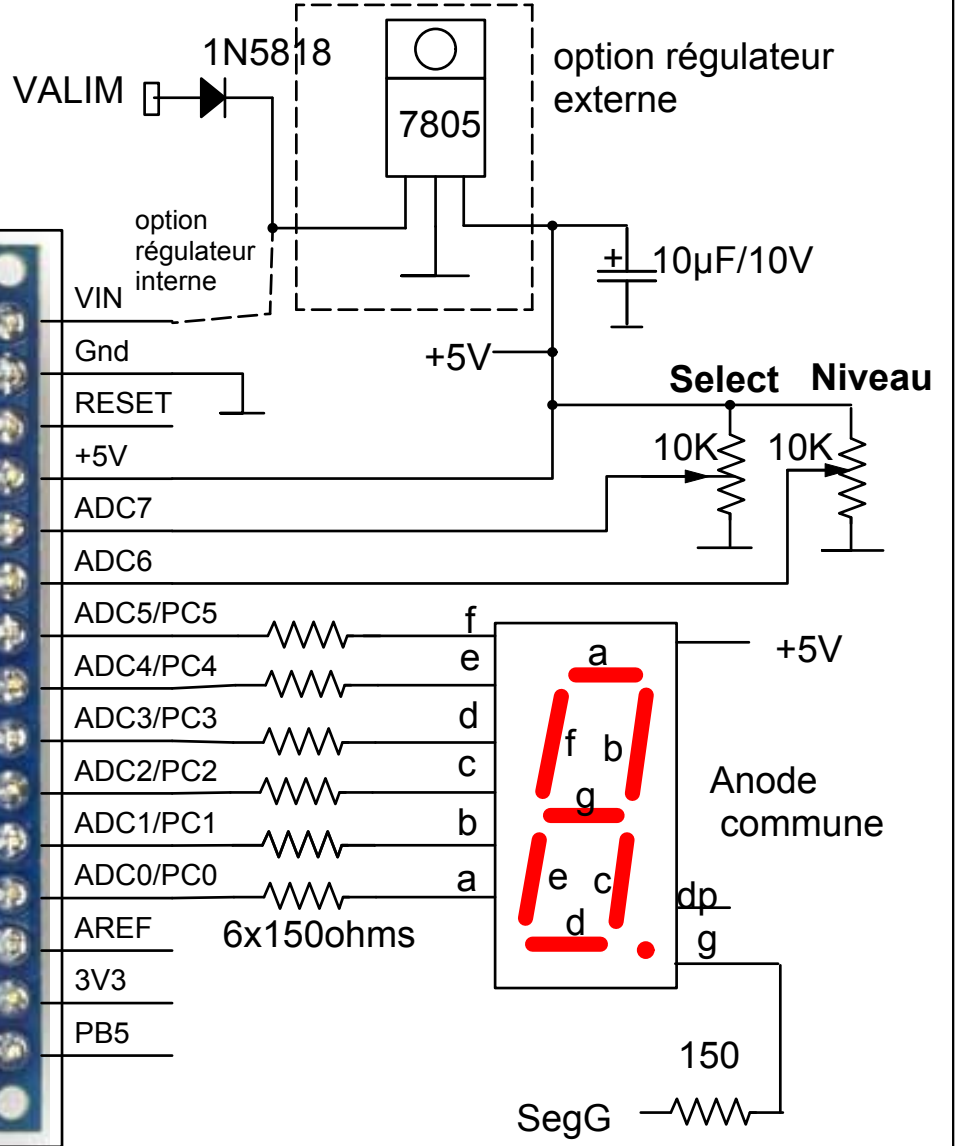 1N5818
option régulateur
externe
VALIM
7805
option
régulateur
interne
10µF/10V
+
VIN
Gnd
+5V
Select Niveau
RESET
+5V
10K 10K
ADC7
ADC6
ADC5/PC5
f
+5V
ADC4/PC4
e
a
ADC3/PC3
d
f b
ADC2/PC2
c
g
Anode
commune
ADC1/PC1
b
ADC0/PC0
a
e c
dp
AREF
6x150ohms
d
g
3V3
PB5
150
SegG